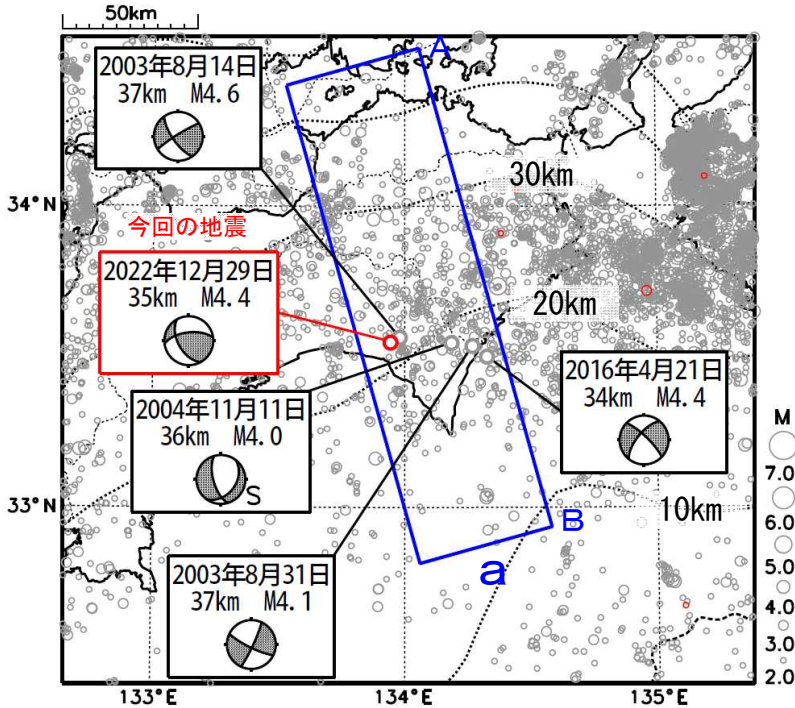 50km
A
2003年8月14日
37km M4.6
30km
34°N
今回の地震
2022年12月29日
35km M4.4
20km
2016年4月21日
34km M4.4
2004年11月11日
36km M4.0
S
M
7.0
6.0
5.0
4.0
3.0
2.0
33°N
10km
B
a
2003年8月31日
37km M4.1
133°E
134°E
135°E